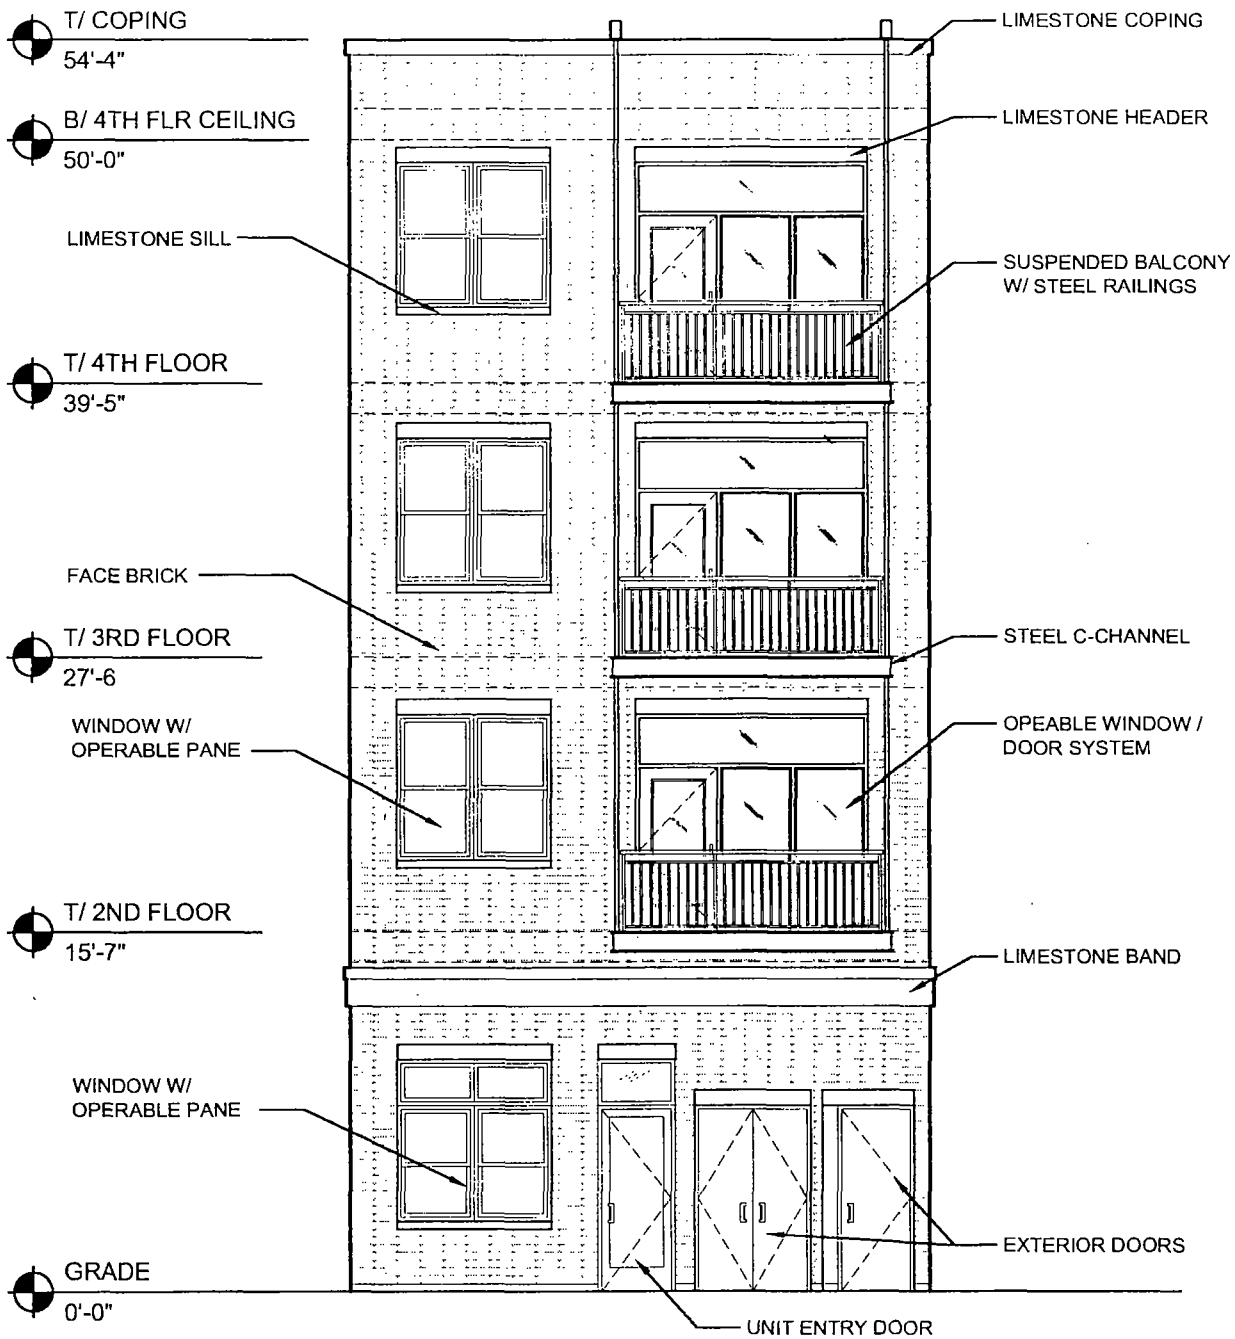 T/ COPING
54'-4"
B/ 4TH FLR CEILING
50'-0"
LIMESTONE SILL
T/ 4TH FLOOR
39'-5"
FACE BRICK
T/ 3RD FLOOR
27'-6
WINDOW W/
OPERABLE PANE
T/ 2ND FLOOR
15'-7"
WINDOW W/
OPERABLE PANE
GRADE
0'-0"
LIMESTONE COPING
LIMESTONE HEADER
SUSPENDED BALCONY
W/ STEEL RAILINGS
STEEL C-CHANNEL
OPEABLE WINDOW /
DOOR SYSTEM
LIMESTONE BAND
EXTERIOR DOORS
UNIT ENTRY DOOR